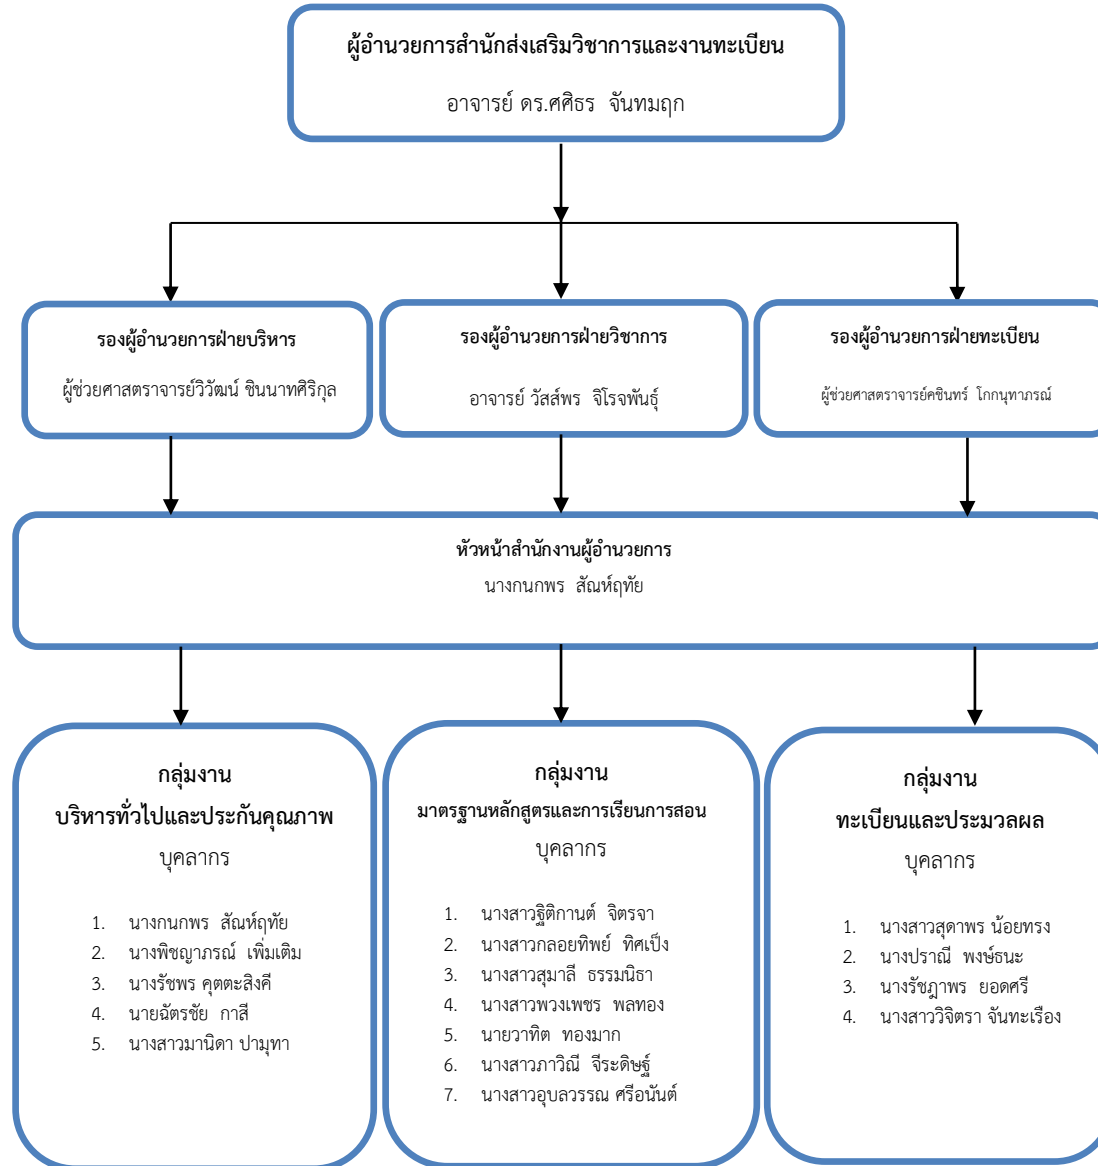 ผู้อำนวยการสำนักส่งเสริมวิชาการและงานทะเบียน
อาจารย์ ดร.ศศิธร จันทมฤก
รองผู้อำนวยการฝ่ายบริหาร
ผู้ช่วยศาสตราจารย์วิวัฒน์ ชินนาทศิริกุล
รองผู้อำนวยการฝ่ายวิชาการ
อาจารย์ วัสส์พร จิโรจพันธุ์
รองผู้อำนวยการฝ่ายทะเบียน
ผู้ช่วยศาสตราจารย์คชินทร์ โกกนุทาภรณ์
หัวหน้าสำนักงานผู้อำนวยการ
นางกนกพร สัณห์ฤทัย
กลุ่มงาน
บริหารทั่วไปและประกันคุณภาพ
บุคลากร
1. นางกนกพร สัณห์ฤทัย
2. นางพิชญาภรณ์ เพิ่มเติม
3. นางรัชพร คุตตะสิงคี
4. นายฉัตรชัย กาสี
5. นางสาวมานิดา ปามุทา
กลุ่มงาน
มาตรฐานหลักสูตรและการเรียนการสอน
บุคลากร
1. นางสาวฐิติกานต์ จิตรจา
2. นางสาวกลอยทิพย์ ทิศเป็ง
3. นางสาวสุมาลี ธรรมนิธา
4. นางสาวพวงเพชร พลทอง
5. นายวาทิต ทองมาก
6. นางสาวภาวิณี จีระดิษฐ์
7. นางสาวอุบลวรรณ ศรีอนันต์
กลุ่มงาน
ทะเบียนและประมวลผล
บุคลากร
1. นางสาวสุดาพร น้อยทรง
2. นางปราณี พงษ์ธนะ
3. นางรัชฎาพร ยอดศรี
4. นางสาววิจิตรา จันทะเรือง